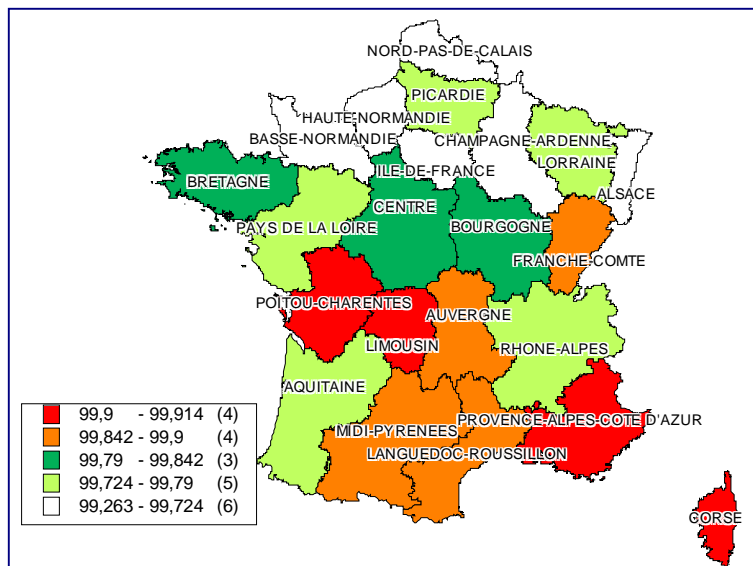 NORD-PAS-DE-CALAIS
PICARDIE
HAUTE-NORMANDIE
BASSE-NORMANDIE
CHAMPAGNE-ARDENNE
LORRAINE
ILE-DE-FRANCE
BRETAGNE
ALSACE
CENTRE
PAYS DE LA LOIRE
BOURGOGNE
FRANCHE-COMTE
POITOU-CHARENTES
AUVERGNE
LIMOUSIN
RHONE-ALPES
AQUITAINE
MIDI-PYRENEES
PROVENCE-ALPES-COTE D'AZUR
LANGUEDOC-ROUSSILLON
CORSE
99,9 - 99,914 (4)
99,842 - 99,9 (4)
99,79 - 99,842 (3)
99,724 - 99,79 (5)
99,263 - 99,724 (6)